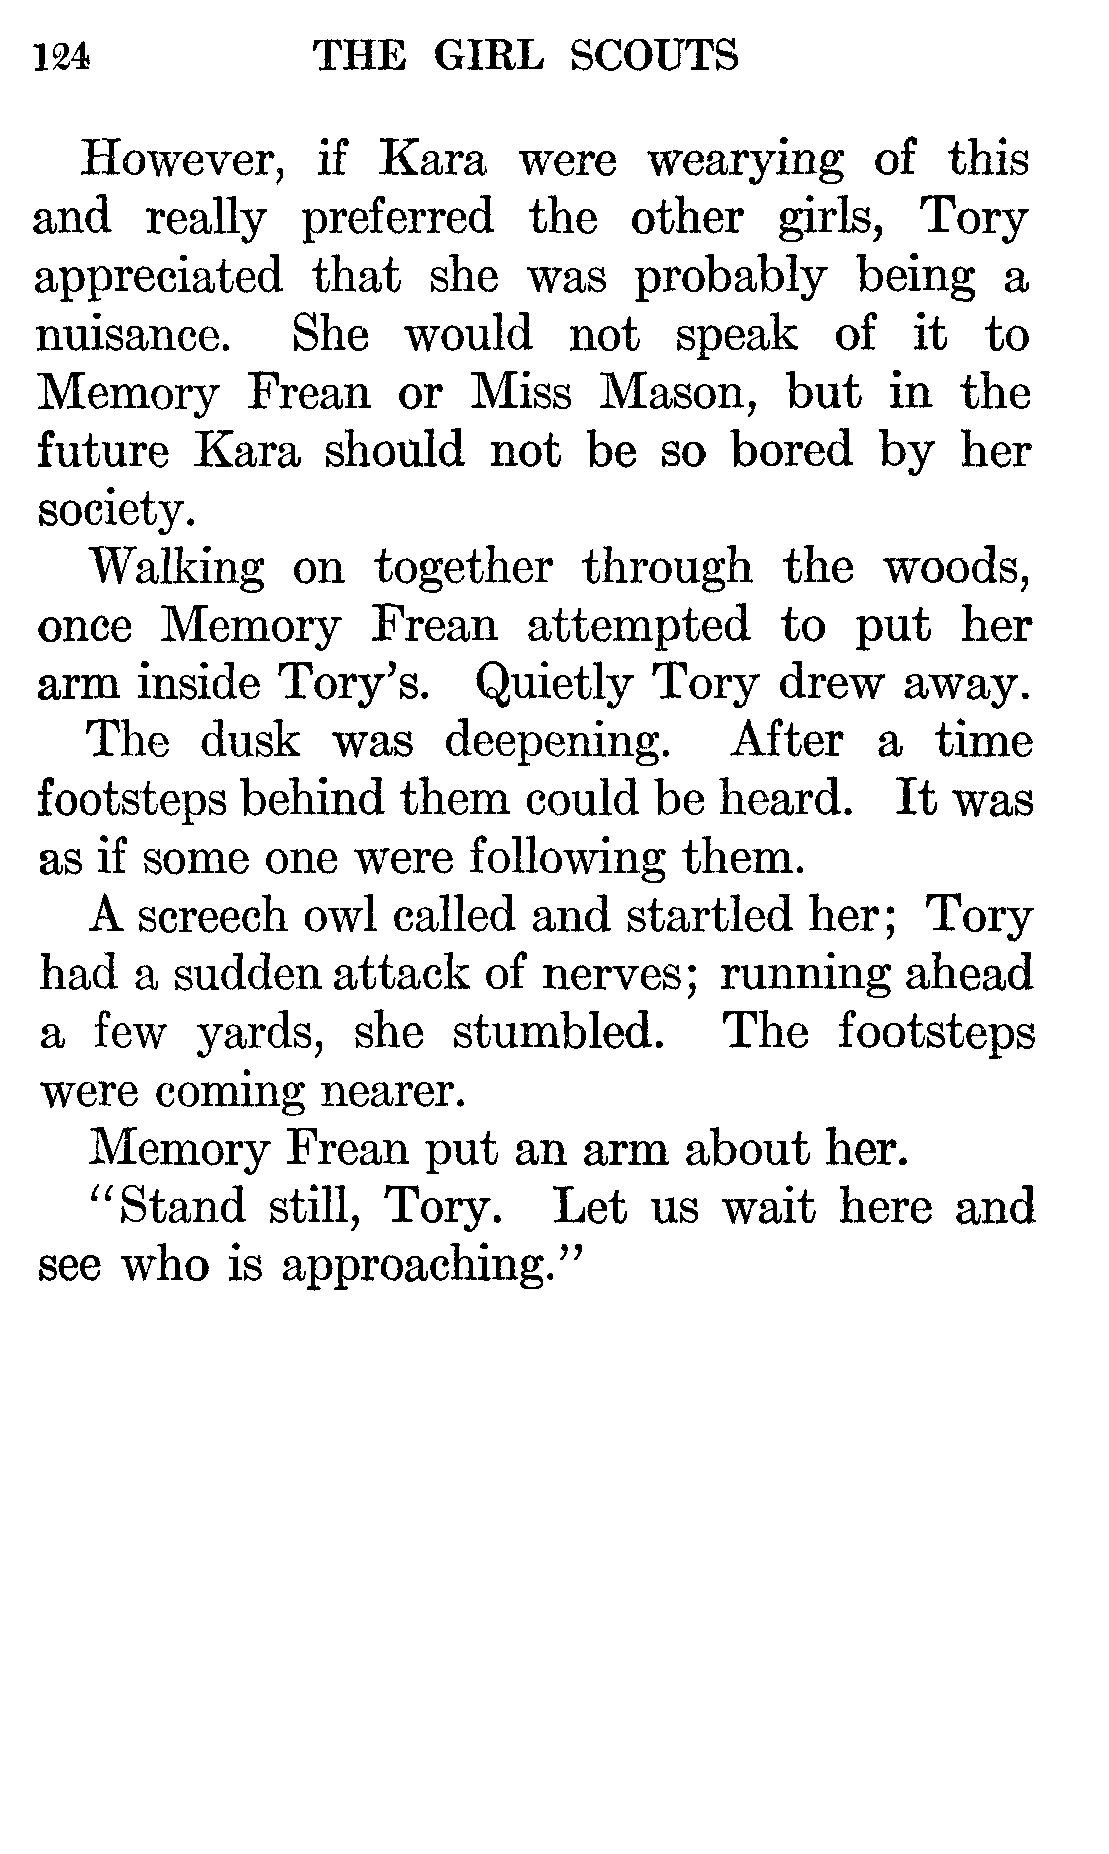 124 THE GIRL SCOUTS
However, if Kara were wearying of this
and really preferred the other girls, Tory
appreciated that she was probably being a
nuisance. She would not speak of it to
Memory Frean or Miss Mason, but in the
future Kara should not be so bored by her
society.
Walking on together through the woods,
once Memory Frean attempted to put her
arm inside Tory's. Quietly Tory drew away.
The dusk was deepening. After a time
footsteps behind them could be heard. It was
as if some one were following them.
A screech owl called and startled her; Tory
had a sudden attack of nerves; running ahead
a few yards, she stumbled. The footsteps
were coming nearer.
Memory Frean put an arm about her.
"Stand still, Tory. Let us wait here and
see who is approaching."